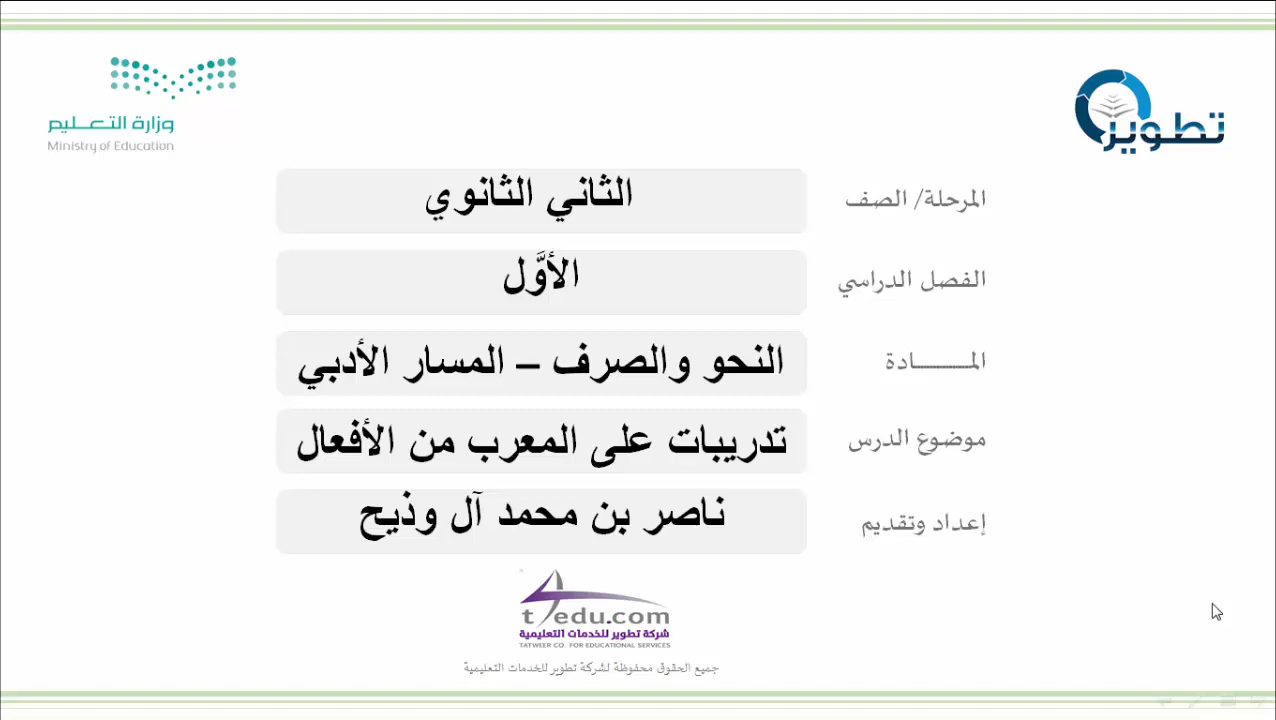 وزارة التعليم
Ministry of Education
تطوير
المرحلة/ الصف
الثاني الثانوي
الفصل الدراسي
الأوَّل
المـــــــادة
النحو والصرف – المسار الأدبي
موضوع الدرس
تدريبات على المعرب من الأفعال
إعداد وتقديم
ناصر بن محمد آل وذيح
t4edu.com
شركة تطوير للخدمات التعليمية
TATWEER CO. FOR EDUCATIONAL SERVICES
جميع الحقوق محفوظة لشركة تطوير للخدمات التعليمية